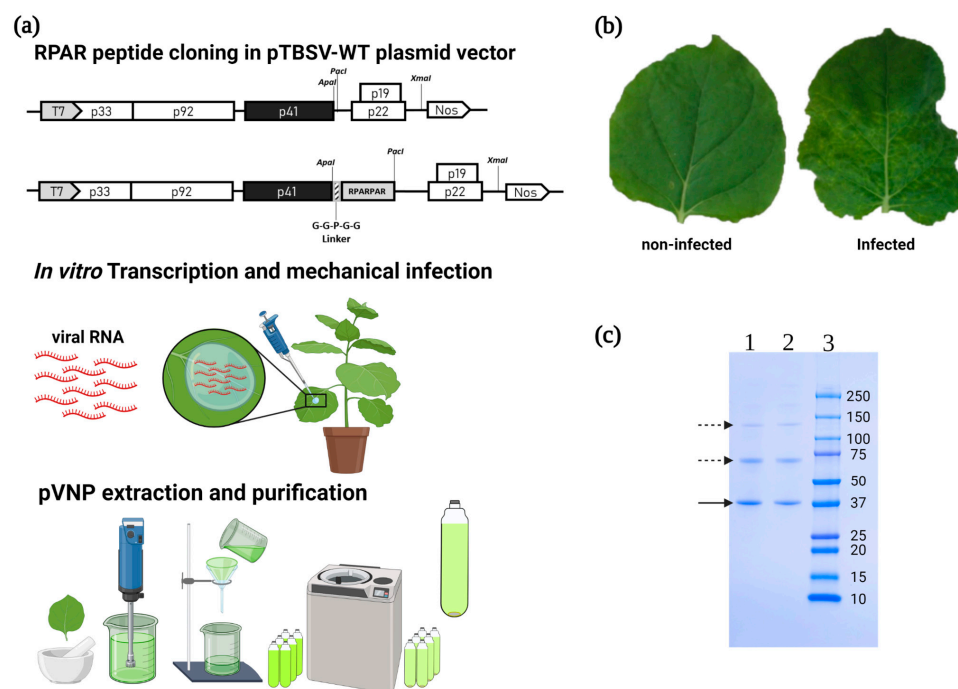 (a)
RPAR peptide cloning in pTBSV-WT plasmid vector
PacI
ApaI
XmaI
p19
T7 p33 p92 p41 p22 Nos
ApaI PacI XmaI
p19
T7 p33 p92 p41 RPARPAR p22 Nos
G-G-P-G-G
Linker
In vitro Transcription and mechanical infection
viral RNA
pVNP extraction and purification
(b)
non-infected Infected
(c)
1 2 3
250
150
100
75
50
37
25
20
15
10